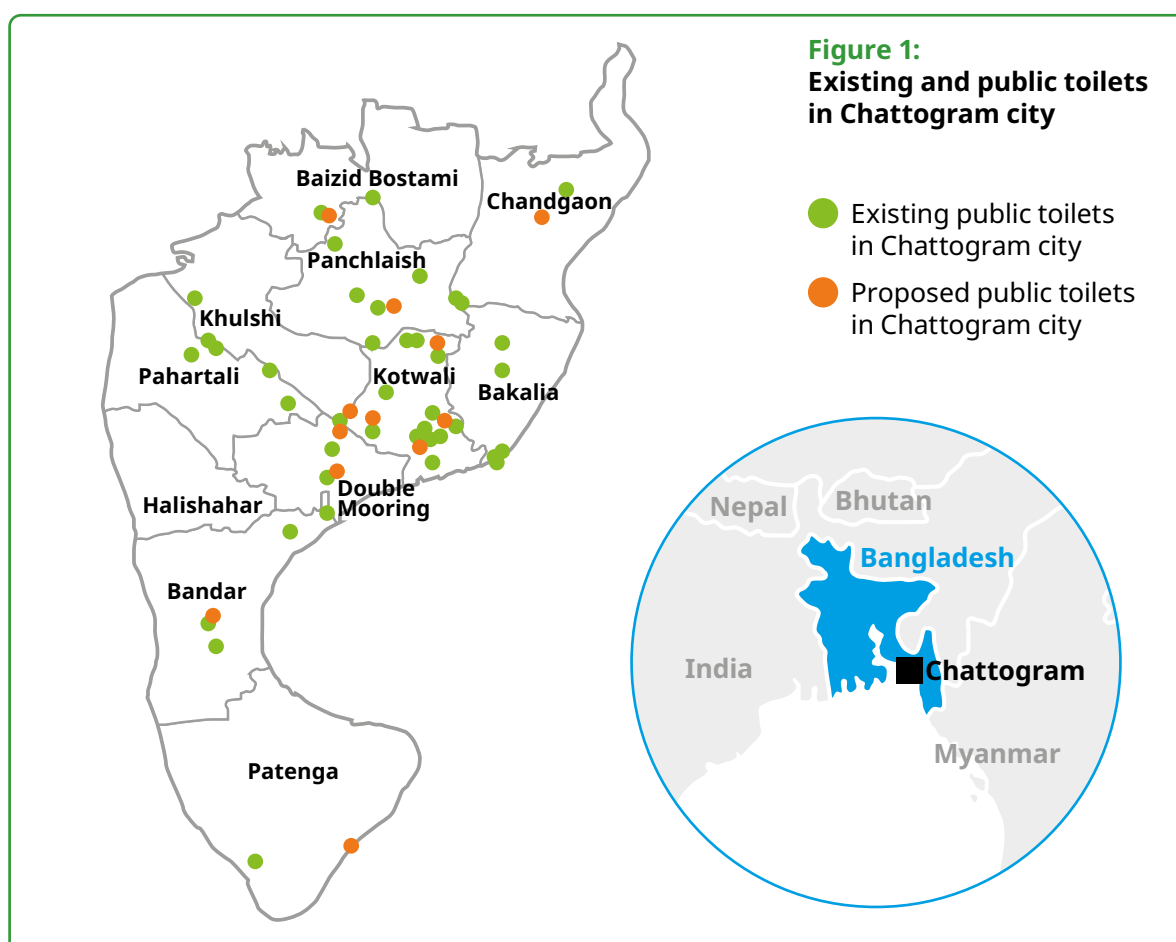 Figure 1:
Existing and public toilets
in Chattogram city
Existing public toilets
in Chattogram city
Proposed public toilets
in Chattogram city
Baizid Bostami
Chandgaon
Panchlaish
Khulshi
Pahartali
Kotwali
Bakalia
Halishahar
Double
Mooring
Bandar
Patenga
Nepal
Bhutan
Bangladesh
India
Chattogram
Myanmar